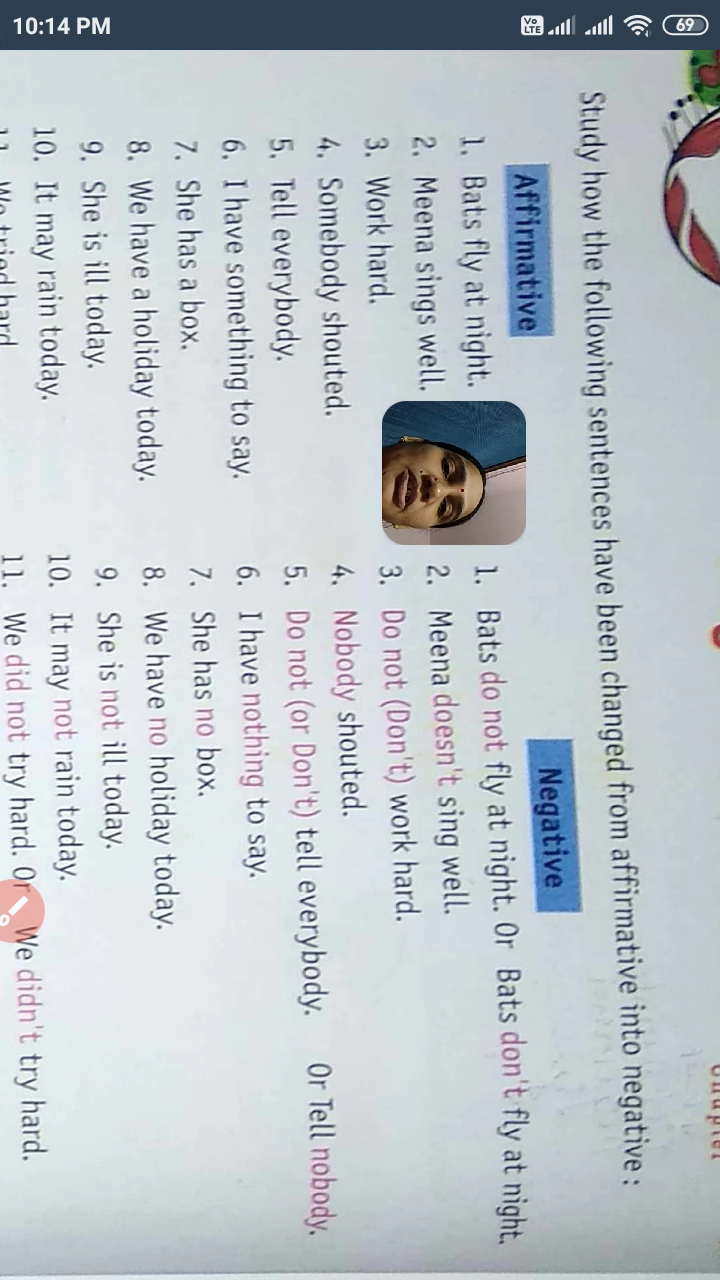 10:14 PM
Vo LTE
69
Study how the following sentences have been changed from affirmative into negative :
Affirmative
1. Bats fly at night.
2. Meena sings well.
3. Work hard.
4. Somebody shouted.
5. Tell everybody.
6. I have something to say.
7. She has a box.
8. We have a holiday today.
9. She is ill today.
10. It may rain today.
11. We tried hard
Negative
1. Bats do not fly at night. Or Bats don't fly at night.
2. Meena doesn't sing well.
3. Do not (Don't) work hard.
4. Nobody shouted.
5. Do not (or Don't) tell everybody. Or Tell nobody.
6. I have nothing to say.
7. She has no box.
8. We have no holiday today.
9. She is not ill today.
10. It may not rain today.
11. We did not try hard. Or We didn't try hard.